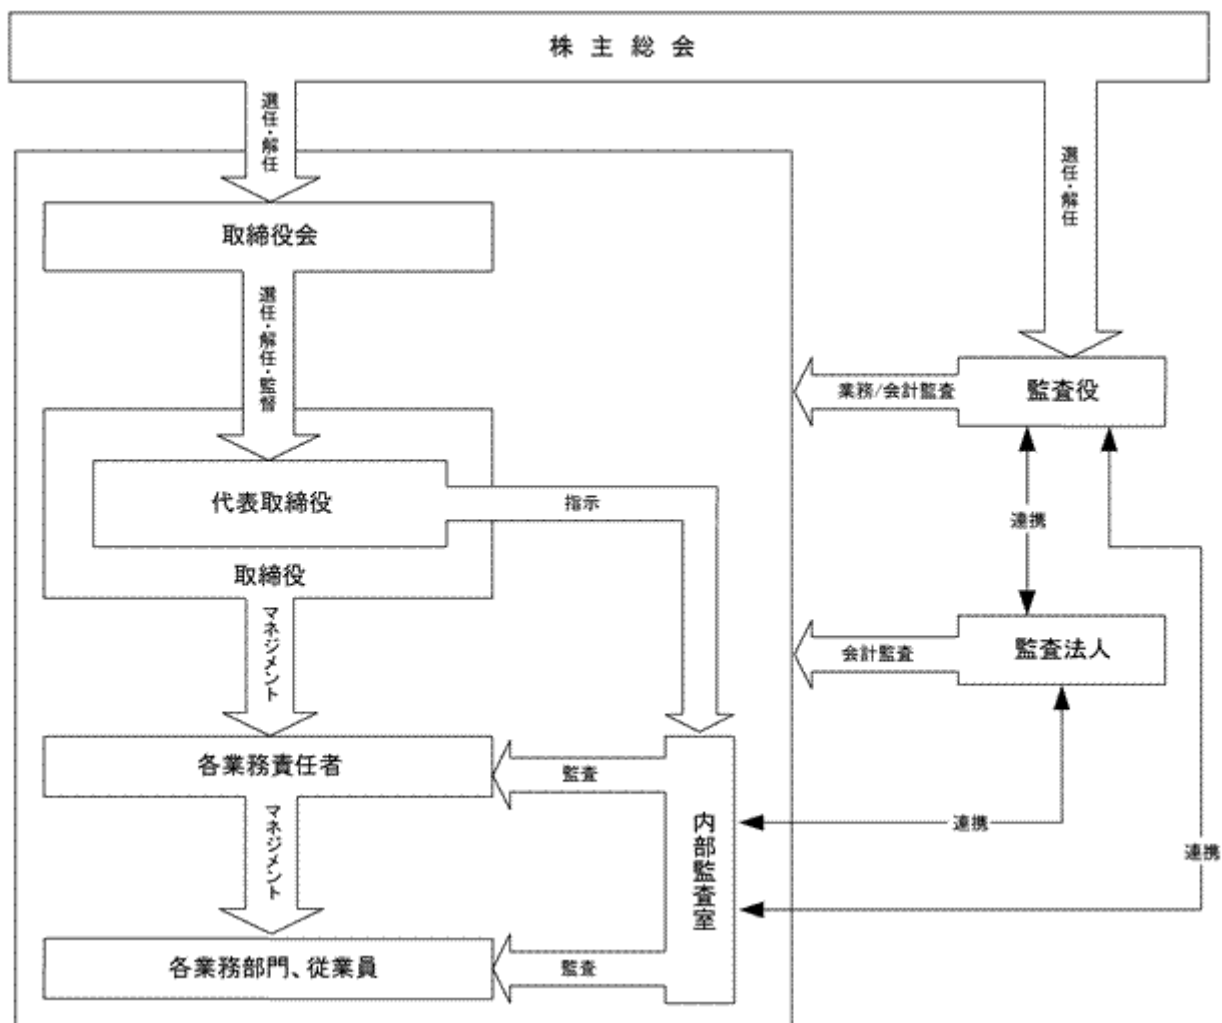 株主総会
選任・解任
選任・解任
取締役会
選任・解任・監督
業務/会計監査
監査役
代表取締役
指示
連携
取締役
マネジメント
会計監査
監査法人
各業務責任者
監査
内部監査室
連携
連携
マネジメント
各業務部門、従業員
監査